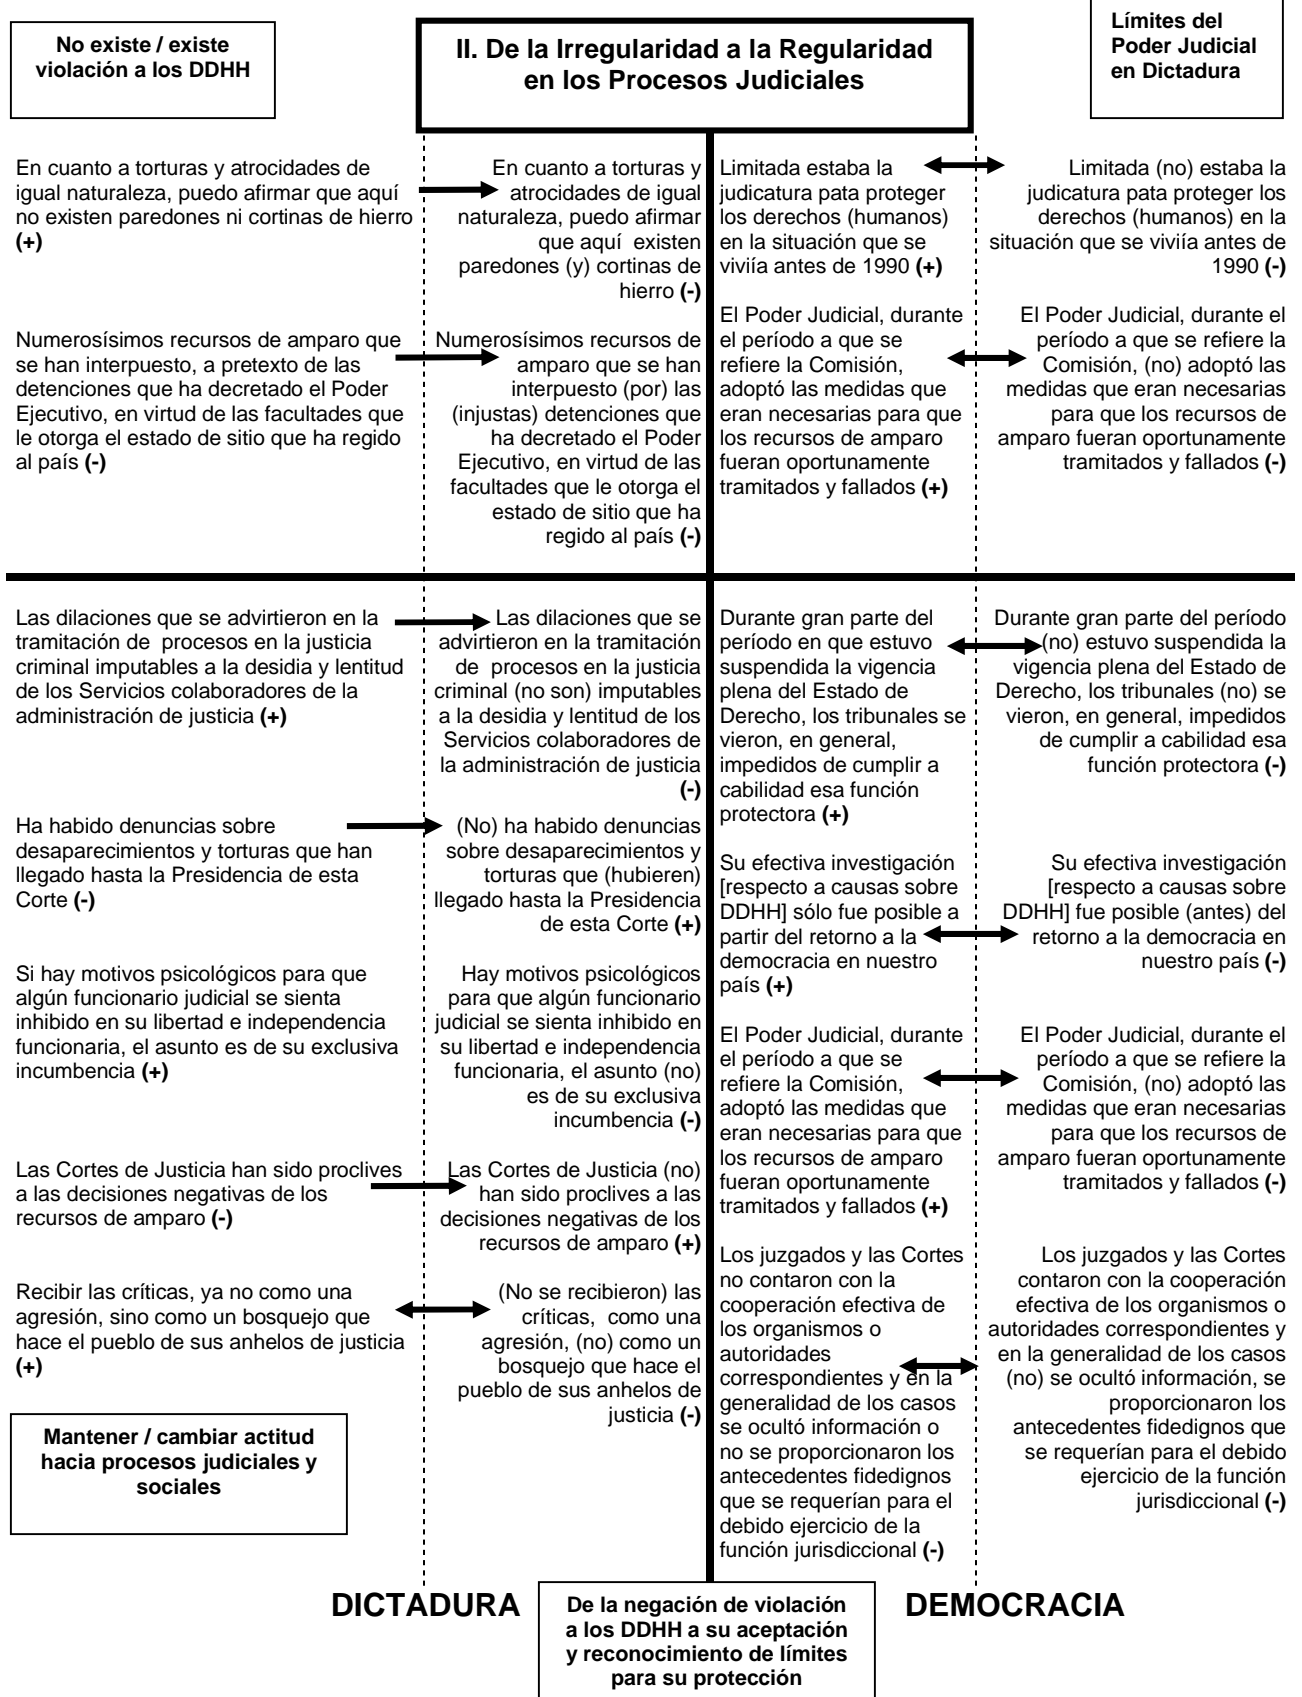 No existe / existe
violación a los DDHH
II. De la Irregularidad a la Regularidad
en los Procesos Judiciales
Límites del
Poder Judicial
en Dictadura
En cuanto a torturas y atrocidades de
igual naturaleza, puedo afirmar que aquí
no existen paredones ni cortinas de hierro
(+)
En cuanto a torturas y
atrocidades de igual
naturaleza, puedo afirmar
que aquí existen
paredones (y) cortinas de
hierro (-)
Limitada estaba la
judicatura pata proteger
los derechos (humanos)
en la situación que se
viviía antes de 1990 (+)
Limitada (no) estaba la
judicatura pata proteger los
derechos (humanos) en la
situación que se viviía antes de
1990 (-)
Numerosísimos recursos de amparo que
se han interpuesto, a pretexto de las
detenciones que ha decretado el Poder
Ejecutivo, en virtud de las facultades que
le otorga el estado de sitio que ha regido
al país (-)
Numerosísimos recursos de
amparo que se han
interpuesto (por) las
(injustas) detenciones que
ha decretado el Poder
Ejecutivo, en virtud de las
facultades que le otorga el
estado de sitio que ha
regido al país (-)
El Poder Judicial, durante
el período a que se
refiere la Comisión,
adoptó las medidas que
eran necesarias para que
los recursos de amparo
fueran oportunamente
tramitados y fallados (+)
El Poder Judicial, durante el
período a que se refiere la
Comisión, (no) adoptó las
medidas que eran necesarias
para que los recursos de
amparo fueran oportunamente
tramitados y fallados (-)
Las dilaciones que se advirtieron en la
tramitación de procesos en la justicia
criminal imputables a la desidia y lentitud
de los Servicios colaboradores de la
administración de justicia (+)
Las dilaciones que se
advirtieron en la tramitación
de procesos en la justicia
criminal (no son) imputables
a la desidia y lentitud de los
Servicios colaboradores de
la administración de justicia
(-)
Durante gran parte del
período en que estuvo
suspendida la vigencia
plena del Estado de
Derecho, los tribunales se
vieron, en general,
impedidos de cumplir a
cabilidad esa función
protectora (+)
Durante gran parte del período
(no) estuvo suspendida la
vigencia plena del Estado de
Derecho, los tribunales (no) se
vieron, en general, impedidos
de cumplir a cabilidad esa
función protectora (-)
Ha habido denuncias sobre
desaparecimientos y torturas que han
llegado hasta la Presidencia de esta
Corte (-)
(No) ha habido denuncias
sobre desaparecimientos y
torturas que (hubieren)
llegado hasta la Presidencia
de esta Corte (+)
Su efectiva investigación
[respecto a causas sobre
DDHH] sólo fue posible a
partir del retorno a la
democracia en nuestro
país (+)
Su efectiva investigación
[respecto a causas sobre
DDHH] fue posible (antes) del
retorno a la democracia en
nuestro país (-)
Si hay motivos psicológicos para que
algún funcionario judicial se sienta
inhibido en su libertad e independencia
funcionaria, el asunto es de su exclusiva
incumbencia (+)
Hay motivos psicológicos
para que algún funcionario
judicial se sienta inhibido en
su libertad e independencia
funcionaria, el asunto (no)
es de su exclusiva
incumbencia (-)
El Poder Judicial, durante
el período a que se
refiere la Comisión,
adoptó las medidas que
eran necesarias para que
los recursos de amparo
fueran oportunamente
tramitados y fallados (+)
El Poder Judicial, durante el
período a que se refiere la
Comisión, (no) adoptó las
medidas que eran necesarias
para que los recursos de
amparo fueran oportunamente
tramitados y fallados (-)
Las Cortes de Justicia han sido proclives
a las decisiones negativas de los
recursos de amparo (-)
Las Cortes de Justicia (no)
han sido proclives a las
decisiones negativas de los
recursos de amparo (+)
Recibir las críticas, ya no como una
agresión, sino como un bosquejo que
hace el pueblo de sus anhelos de justicia
(+)
(No se recibieron) las
críticas, como una
agresión, (no) como un
bosquejo que hace el
pueblo de sus anhelos de
justicia (-)
Los juzgados y las Cortes
no contaron con la
cooperación efectiva de
los organismos o
autoridades
correspondientes y en la
generalidad de los casos
se ocultó información o
no se proporcionaron los
antecedentes fidedignos
que se requerían para el
debido ejercicio de la
función jurisdiccional (-)
Los juzgados y las Cortes
contaron con la cooperación
efectiva de los organismos o
autoridades correspondientes y
en la generalidad de los casos
(no) se ocultó información, se
proporcionaron los
antecedentes fidedignos que
se requerían para el debido
ejercicio de la función
jurisdiccional (-)
Mantener / cambiar actitud
hacia procesos judiciales y
sociales
DICTADURA
De la negación de violación
a los DDHH a su aceptación
y reconocimiento de límites
para su protección
DEMOCRACIA